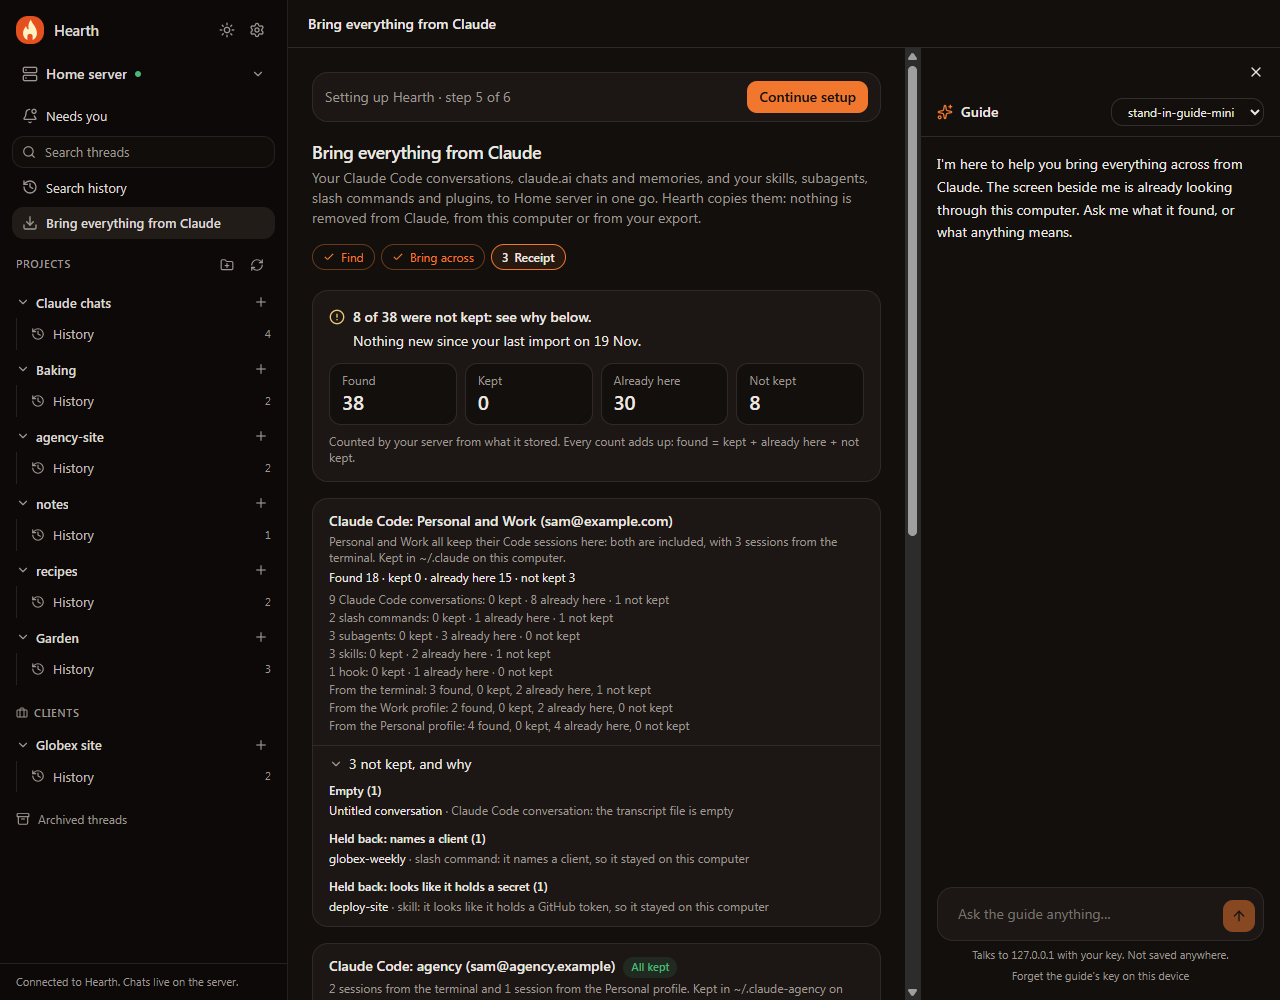 Hearth
Home server
Needs you
Search threads
Search history
Bring everything from Claude
PROJECTS
Claude chats
History 4
Baking
History 2
agency-site
History 2
notes
History 1
recipes
History 2
Garden
History 3
CLIENTS
Globex site
History 2
Archived threads
Connected to Hearth. Chats live on the server.
Bring everything from Claude
Setting up Hearth · step 5 of 6
Continue setup
Bring everything from Claude
Your Claude Code conversations, claude.ai chats and memories, and your skills, subagents,
slash commands and plugins, to Home server in one go. Hearth copies them: nothing is
removed from Claude, from this computer or from your export.
Find
Bring across
3 Receipt
8 of 38 were not kept: see why below.
Nothing new since your last import on 19 Nov.
Found
38
Kept
0
Already here
30
Not kept
8
Counted by your server from what it stored. Every count adds up: found = kept + already here + not
kept.
Claude Code: Personal and Work (sam@example.com)
Personal and Work all keep their Code sessions here: both are included, with 3 sessions from the
terminal. Kept in ~/.claude on this computer.
Found 18 · kept 0 · already here 15 · not kept 3
9 Claude Code conversations: 0 kept · 8 already here · 1 not kept
2 slash commands: 0 kept · 1 already here · 1 not kept
3 subagents: 0 kept · 3 already here · 0 not kept
3 skills: 0 kept · 2 already here · 1 not kept
1 hook: 0 kept · 1 already here · 0 not kept
From the terminal: 3 found, 0 kept, 2 already here, 1 not kept
From the Work profile: 2 found, 0 kept, 2 already here, 0 not kept
From the Personal profile: 4 found, 0 kept, 4 already here, 0 not kept
3 not kept, and why
Empty (1)
Untitled conversation · Claude Code conversation: the transcript file is empty
Held back: names a client (1)
globex-weekly · slash command: it names a client, so it stayed on this computer
Held back: looks like it holds a secret (1)
deploy-site · skill: it looks like it holds a GitHub token, so it stayed on this computer
Claude Code: agency (sam@agency.example) All kept
2 sessions from the terminal and 1 session from the Personal profile. Kept in ~/.claude-agency on
Guide
stand-in-guide-mini
I'm here to help you bring everything across from
Claude. The screen beside me is already looking
through this computer. Ask me what it found, or
what anything means.
Ask the guide anything...
Talks to 127.0.0.1 with your key. Not saved anywhere.
Forget the guide's key on this device